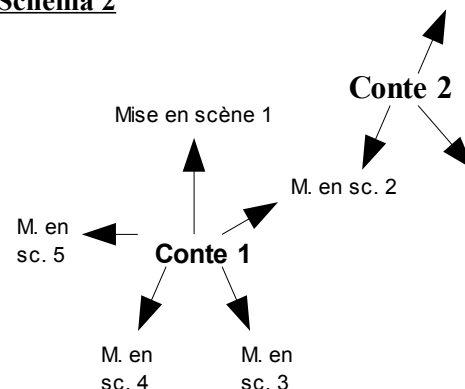 Schéma 2
Conte 2
Mise en scène 1
M. en sc. 2
M. en
sc. 5
Conte 1
M. en
sc. 4
M. en
sc. 3